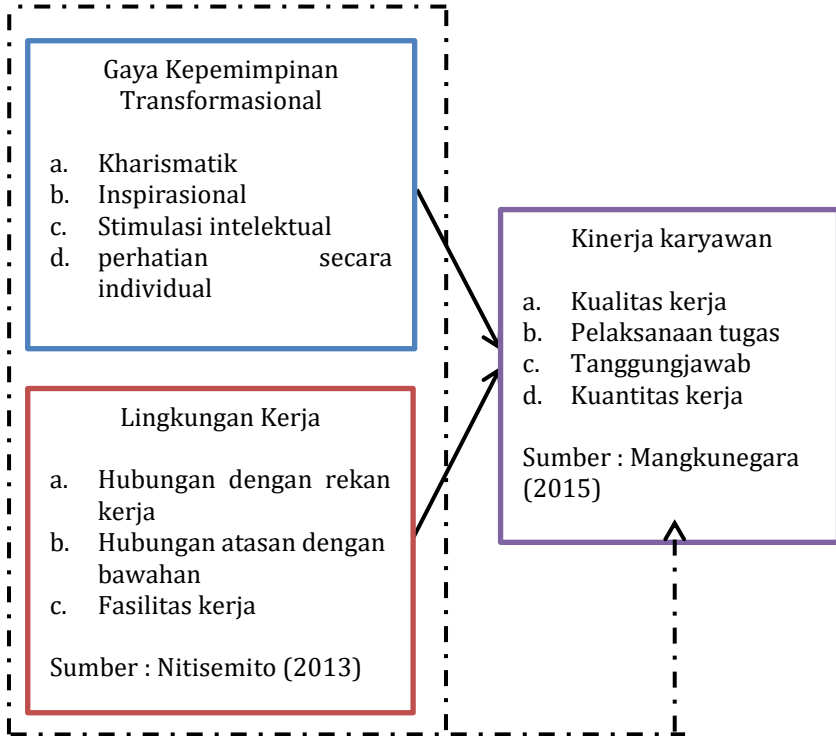 Gaya Kepemimpinan
Transformasional
a. Kharismatik
b. Inspirasional
c. Stimulasi intelektual
d. perhatian secara
individual
Lingkungan Kerja
a. Hubungan dengan rekan
kerja
b. Hubungan atasan dengan
bawahan
c. Fasilitas kerja
Sumber : Nitisemito (2013)
Kinerja karyawan
a. Kualitas kerja
b. Pelaksanaan tugas
c. Tanggungjawab
d. Kuantitas kerja
Sumber : Mangkunegara
(2015)